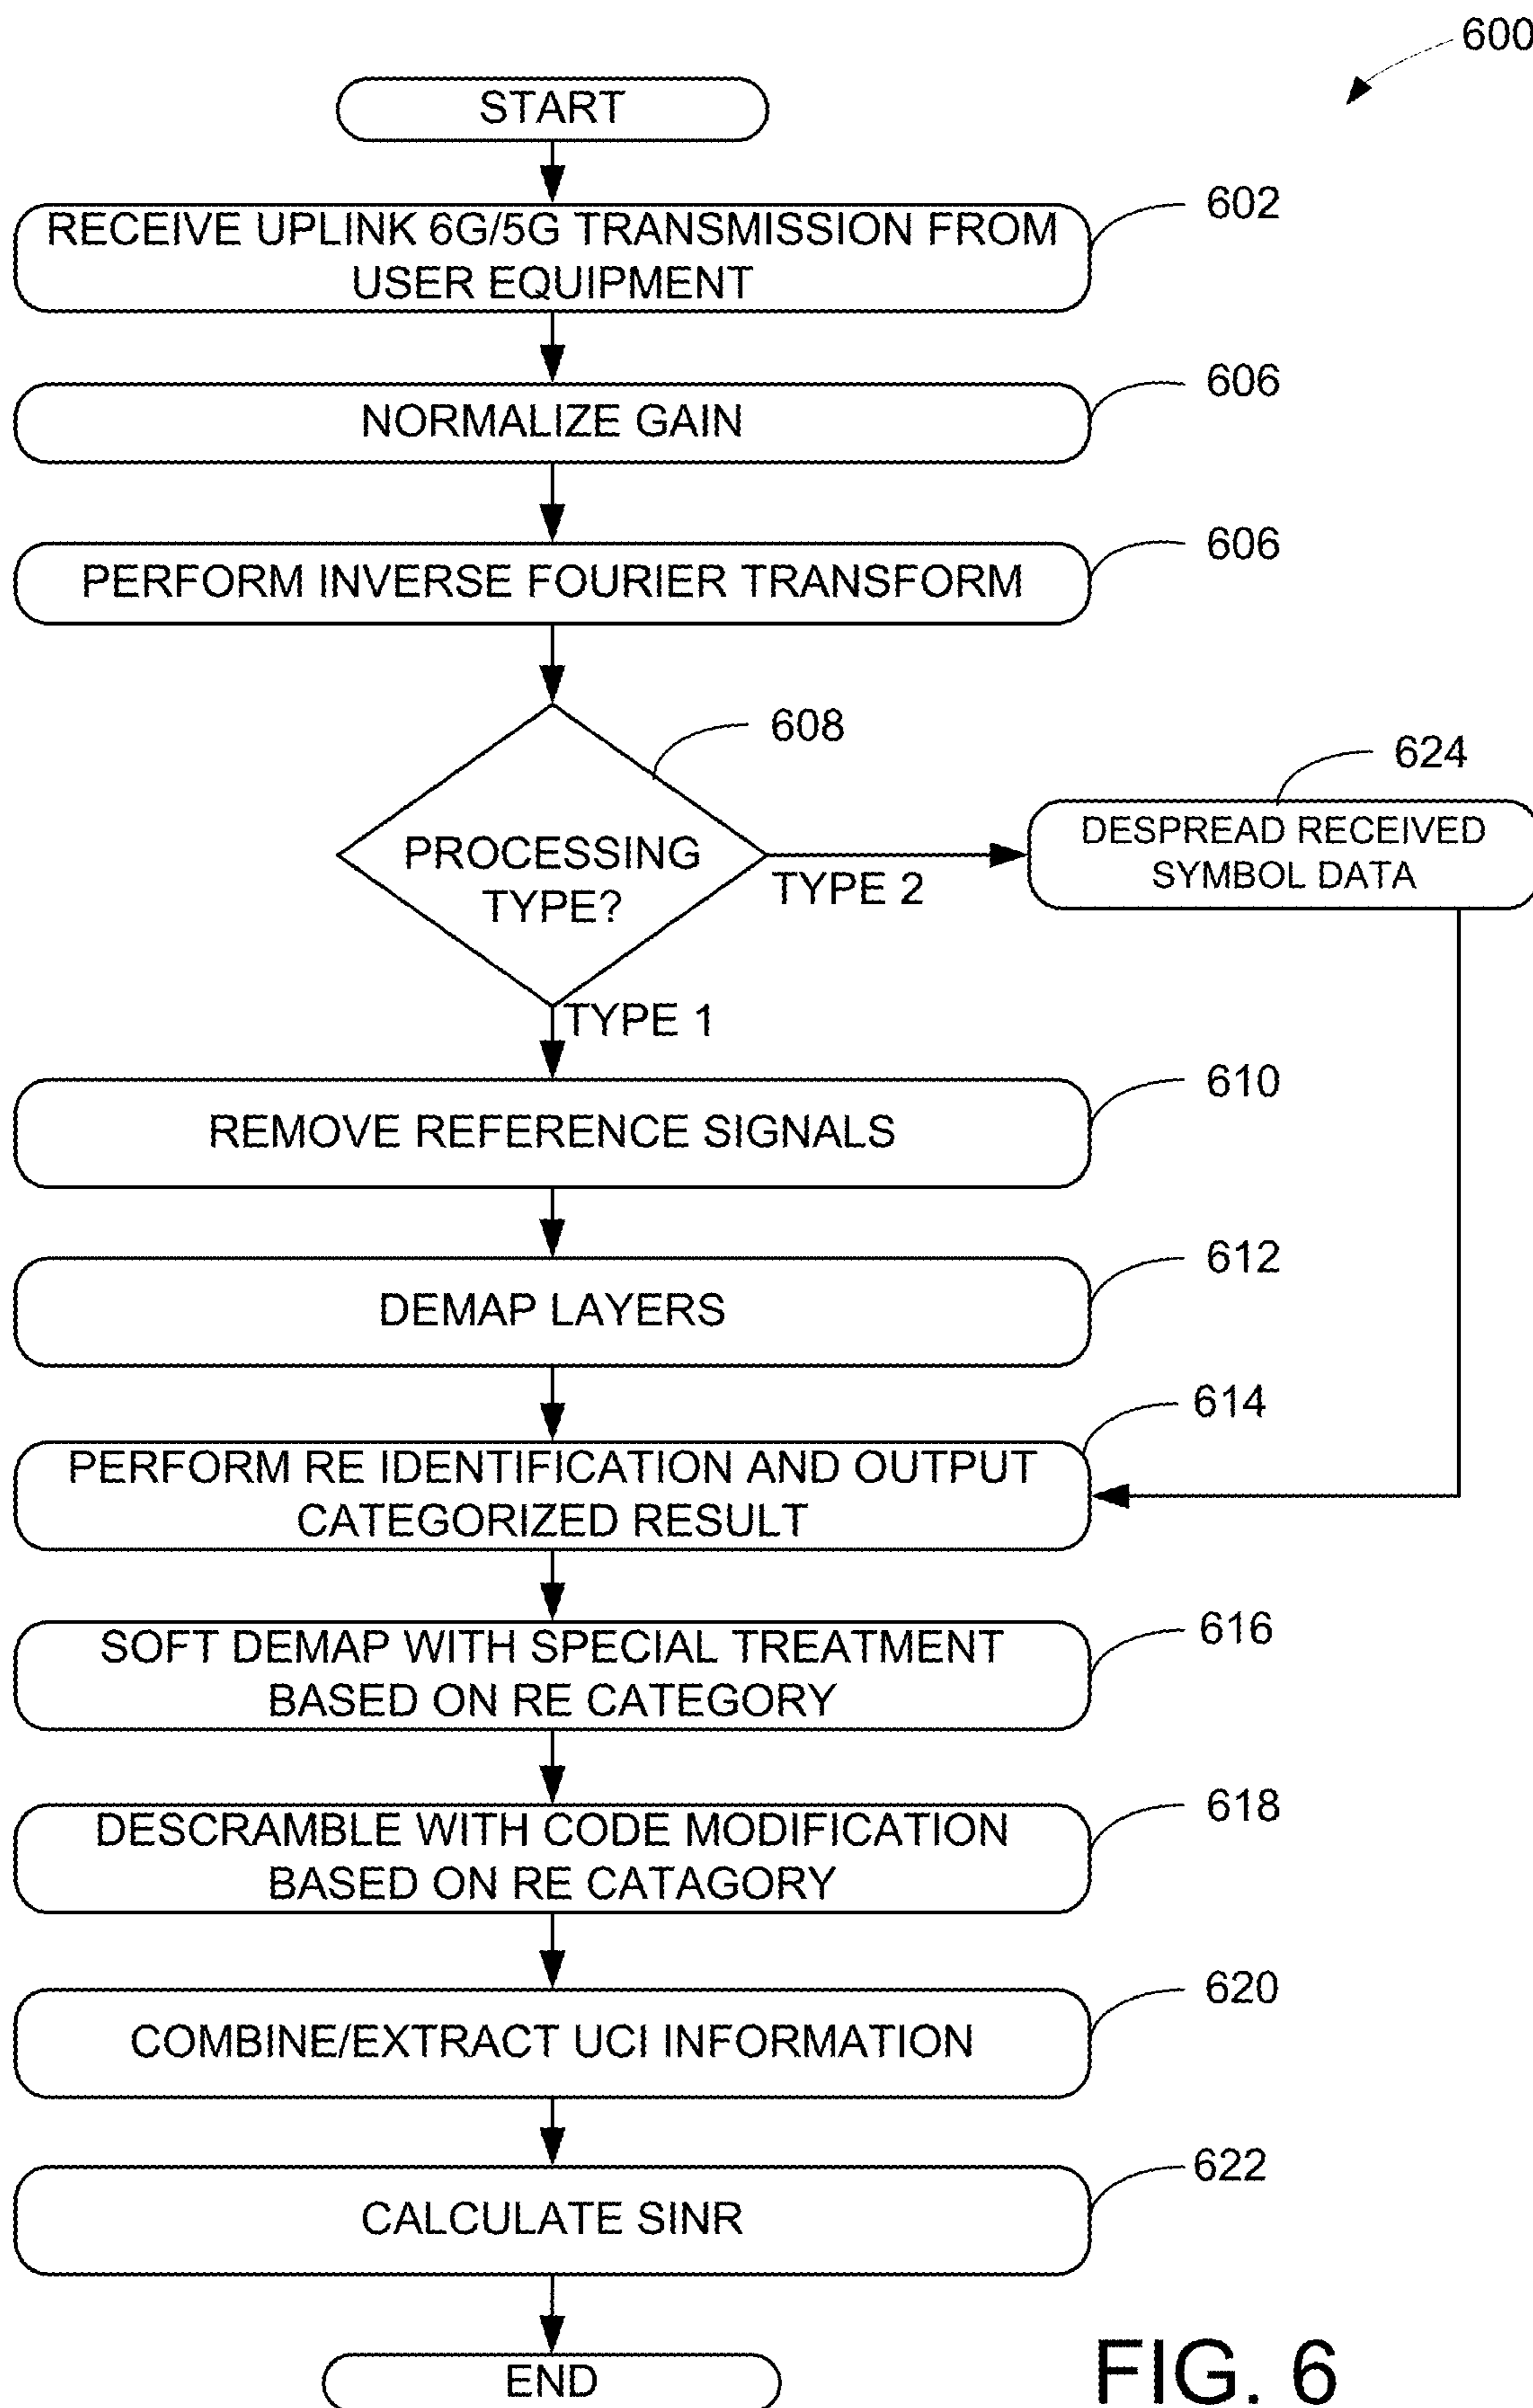 600
START
602
RECEIVE UPLINK 6G/5G TRANSMISSION FROM
USER EQUIPMENT
606
NORMALIZE GAIN
606
PERFORM INVERSE FOURIER TRANSFORM
608
PROCESSING
TYPE?
TYPE 2
624
DESPREAD RECEIVED
SYMBOL DATA
TYPE 1
610
REMOVE REFERENCE SIGNALS
612
DEMAP LAYERS
614
PERFORM RE IDENTIFICATION AND OUTPUT
CATEGORIZED RESULT
616
SOFT DEMAP WITH SPECIAL TREATMENT
BASED ON RE CATEGORY
618
DESCRAMBLE WITH CODE MODIFICATION
BASED ON RE CATAGORY
620
COMBINE/EXTRACT UCI INFORMATION
622
CALCULATE SINR
END
FIG. 6